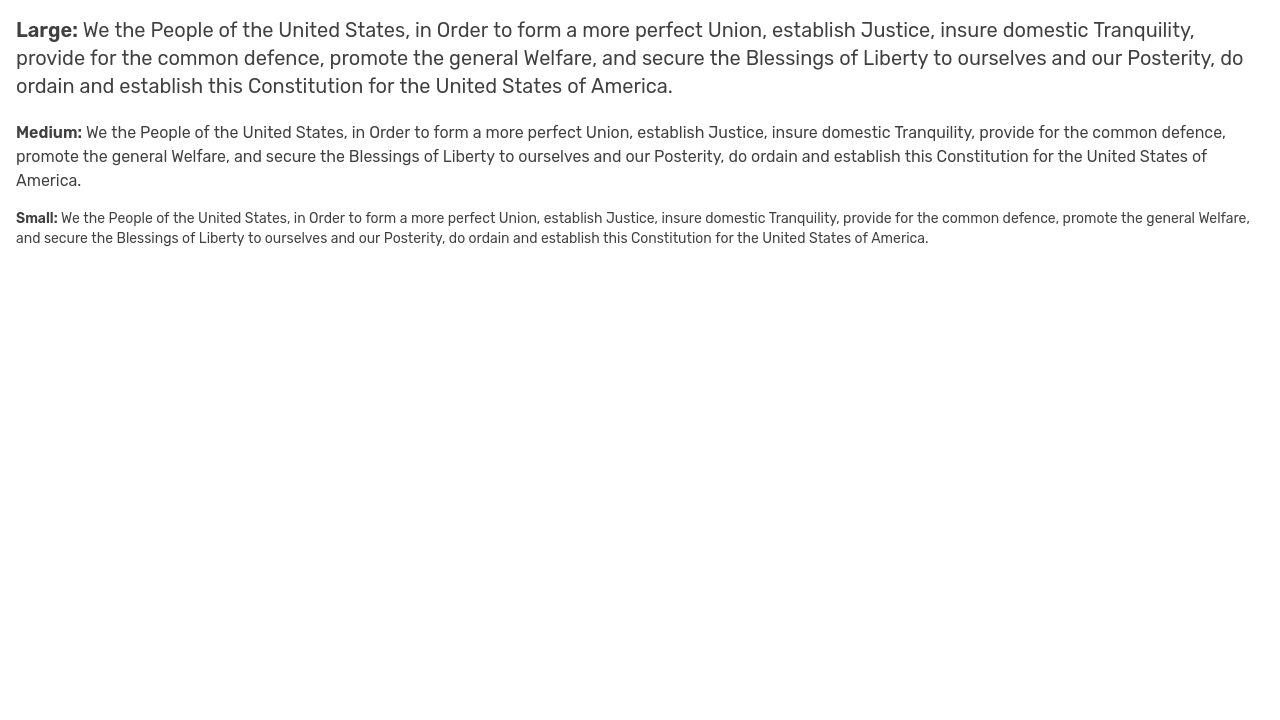 Large: We the People of the United States, in Order to form a more perfect Union, establish Justice, insure domestic Tranquility,
provide for the common defence, promote the general Welfare, and secure the Blessings of Liberty to ourselves and our Posterity, do
ordain and establish this Constitution for the United States of America.
Medium: We the People of the United States, in Order to form a more perfect Union, establish Justice, insure domestic Tranquility, provide for the common defence,
promote the general Welfare, and secure the Blessings of Liberty to ourselves and our Posterity, do ordain and establish this Constitution for the United States of
America.
Small: We the People of the United States, in Order to form a more perfect Union, establish Justice, insure domestic Tranquility, provide for the common defence, promote the general Welfare,
and secure the Blessings of Liberty to ourselves and our Posterity, do ordain and establish this Constitution for the United States of America.